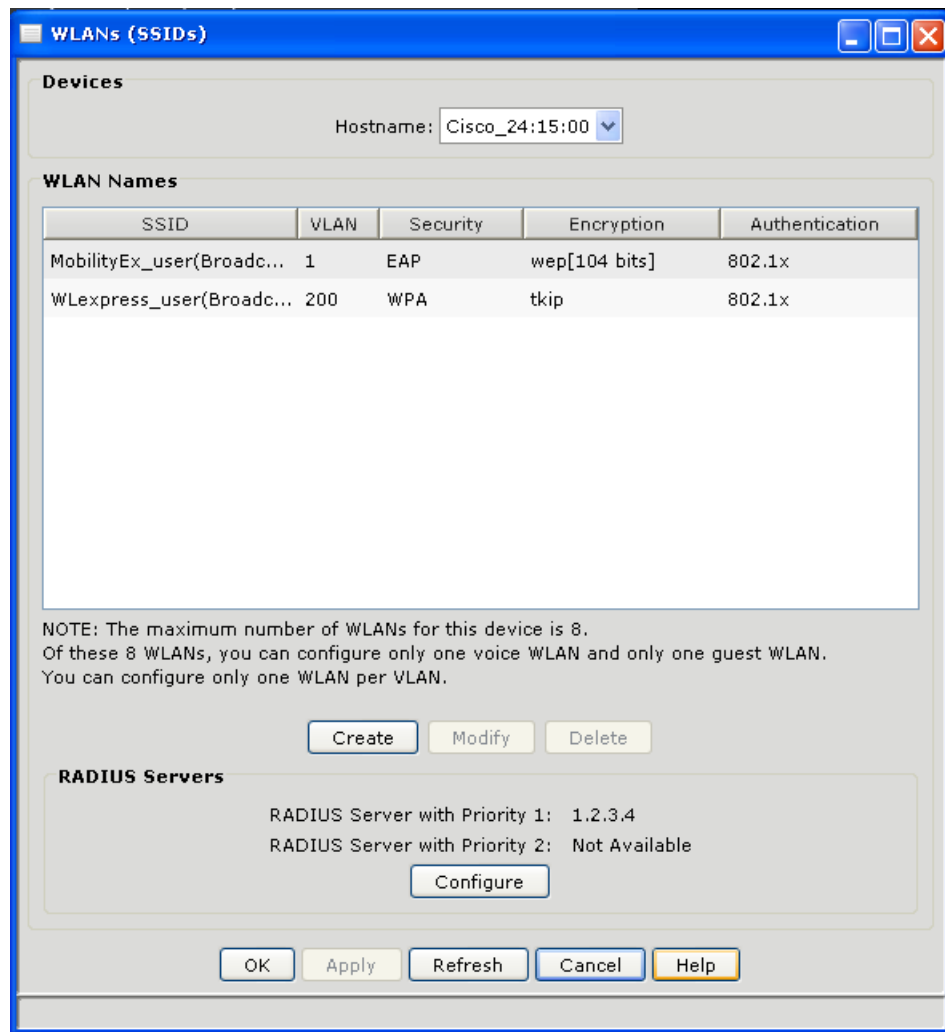 WLANs (SSIDs)
Devices
Hostname: Cisco_24:15:00
WLAN Names
SSID VLAN Security Encryption Authentication
MobilityEx_user(Broadc... 1 EAP wep[104 bits] 802.1x
WLexpress_user(Broadc... 200 WPA tkip 802.1x
NOTE: The maximum number of WLANs for this device is 8.
Of these 8 WLANs, you can configure only one voice WLAN and only one guest WLAN.
You can configure only one WLAN per VLAN.
Create Modify Delete
RADIUS Servers
RADIUS Server with Priority 1: 1.2.3.4
RADIUS Server with Priority 2: Not Available
Configure
OK Apply Refresh Cancel Help